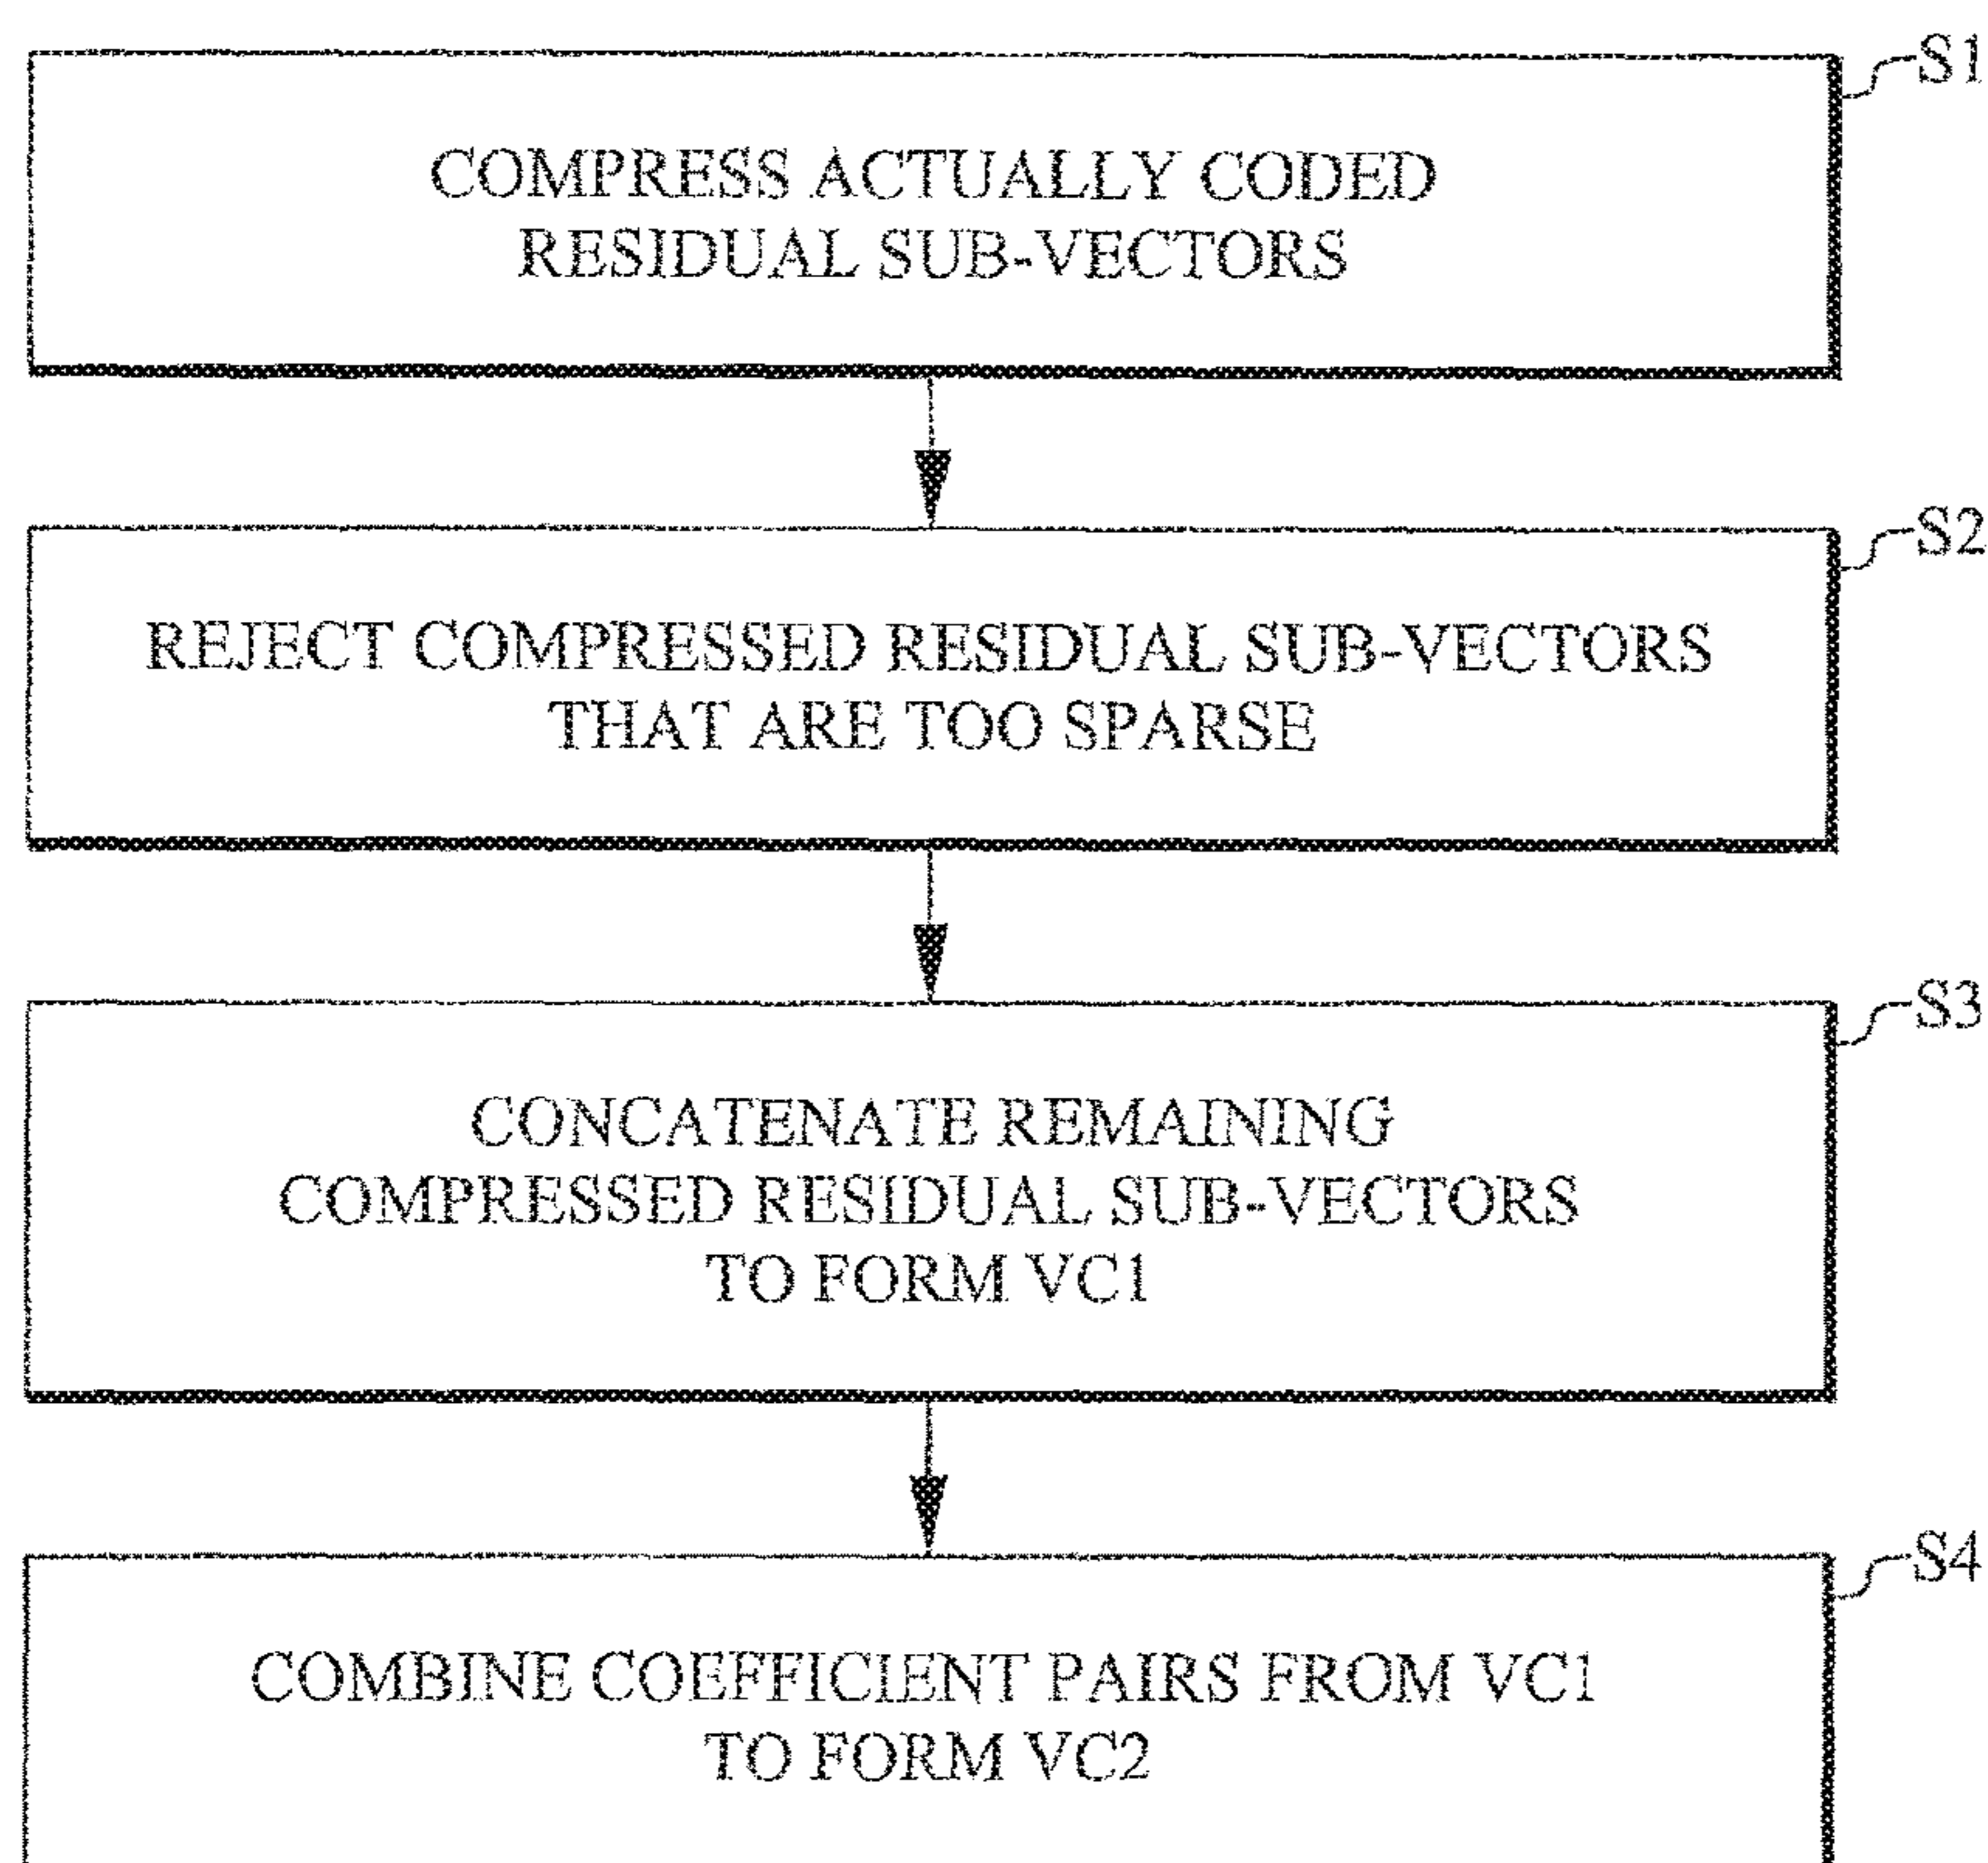 S1
COMPRESS ACTUALLY CODED
RESIDUAL SUB-VECTORS
S2
REJECT COMPRESSED RESIDUAL SUB-VECTORS
THAT ARE TOO SPARSE
S3
CONCATENATE REMAINING
COMPRESSED RESIDUAL SUB-VECTORS
TO FORM VC1
S4
COMBINE COEFFICIENT PAIRS FROM VC1
TO FORM VC2